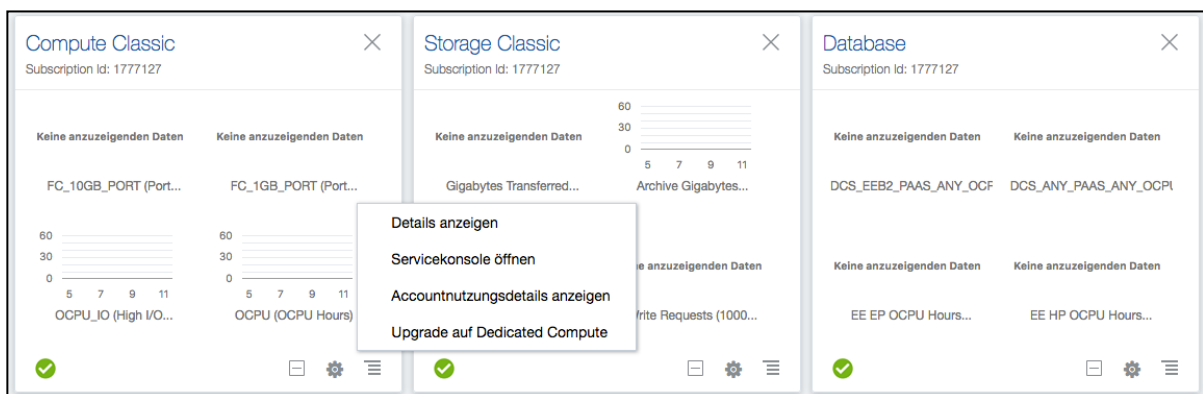 Compute Classic
Subscription Id: 1777127
Keine anzuzeigenden Daten
Keine anzuzeigenden Daten
FC_10GB_PORT (Port...
FC_1GB_PORT (Port...
60
30
0
5 7 9 11
OCPU_IO (High I/O...
60
30
0
5 7 9 11
OCPU (OCPU Hours)
Details anzeigen
Servicekonsole öffnen
Accountnutzungsdetails anzeigen
Upgrade auf Dedicated Compute
Storage Classic
Subscription Id: 1777127
Keine anzuzeigenden Daten
60
30
0
5 7 9 11
Gigabytes Transferred...
Archive Gigabytes...
e anzuzeigenden Daten
rite Requests (1000...
Database
Subscription Id: 1777127
Keine anzuzeigenden Daten
Keine anzuzeigenden Daten
DCS_EEB2_PAAS_ANY_OCP
DCS_ANY_PAAS_ANY_OCPU
Keine anzuzeigenden Daten
Keine anzuzeigenden Daten
EE EP OCPU Hours...
EE HP OCPU Hours...